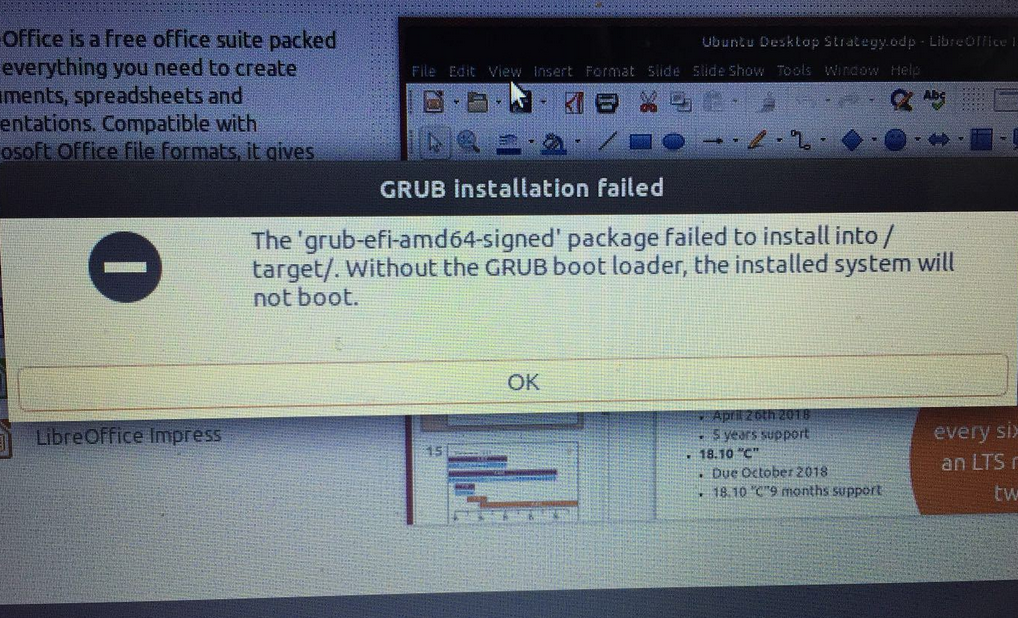 Office is a free office suite packed
everything you need to create
ments, spreadsheets and
entations. Compatible with
osoft Office file formats, it gives
Ubuntu Desktop Strategy.odp - LibreOffice I
File Edit View Insert Format Slide Slide Show Tools Window Help
Abc
GRUB installation failed
The 'grub-efi-amd64-signed' package failed to install into /
target/. Without the GRUB boot loader, the installed system will
not boot.
OK
LibreOffice Impress
15
• April 26th 2018
• 5 years support
• 18.10 "C"
• Due October 2018
• 18.10 "C"9 months support
every six
an LTS r
tw